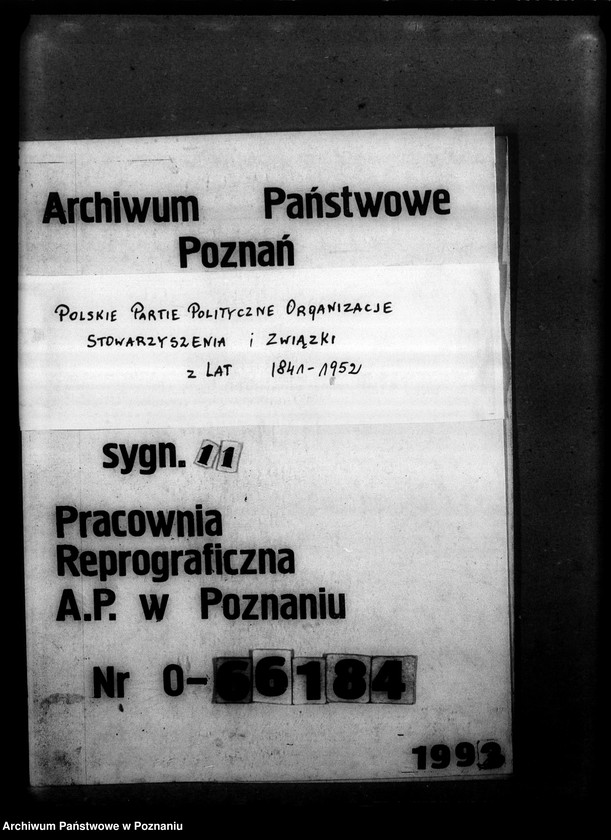 Archiwum Państwowe
Poznań
POLSKIE PARTIE POLITYCZNE ORGANIZACJE
STOWARZYSZENIA i ZWIĄZKI
z LAT 1841-1952
sygn. 11
Pracownia
Reprograficzna
A.P. w Poznaniu
Nr O-66184
1993
Archiwum Państwowe w Poznaniu